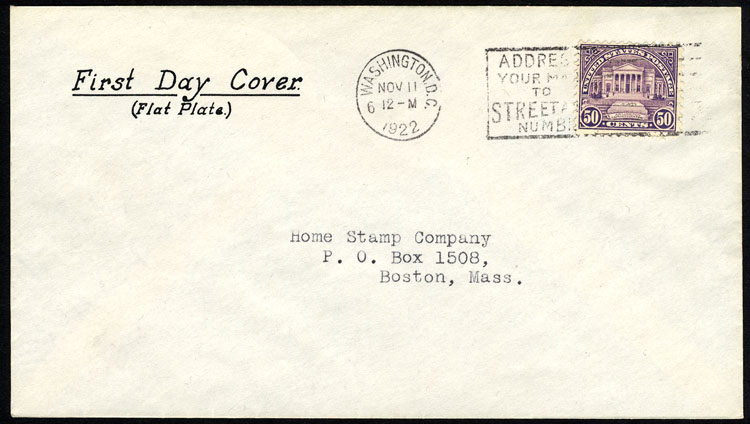 First Day Cover
(Flat Plate.)
WASHINGTON, D.C.
NOV 11
6 12-M
1922
ADDRES
YOUR MA
TO
STREET A
NUMB
UNITED STATES POSTAGE
50 50
CENTS
Home Stamp Company
P. O. Box 1508,
Boston, Mass.